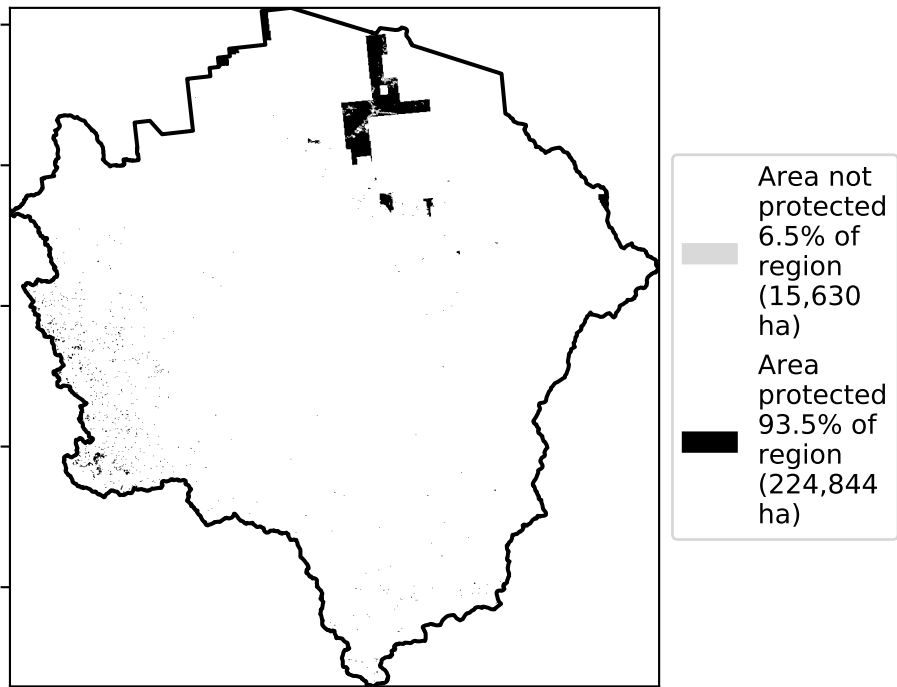 Area not
protected
6.5% of
region
(15,630
ha)
Area
protected
93.5% of
region
(224,844
ha)